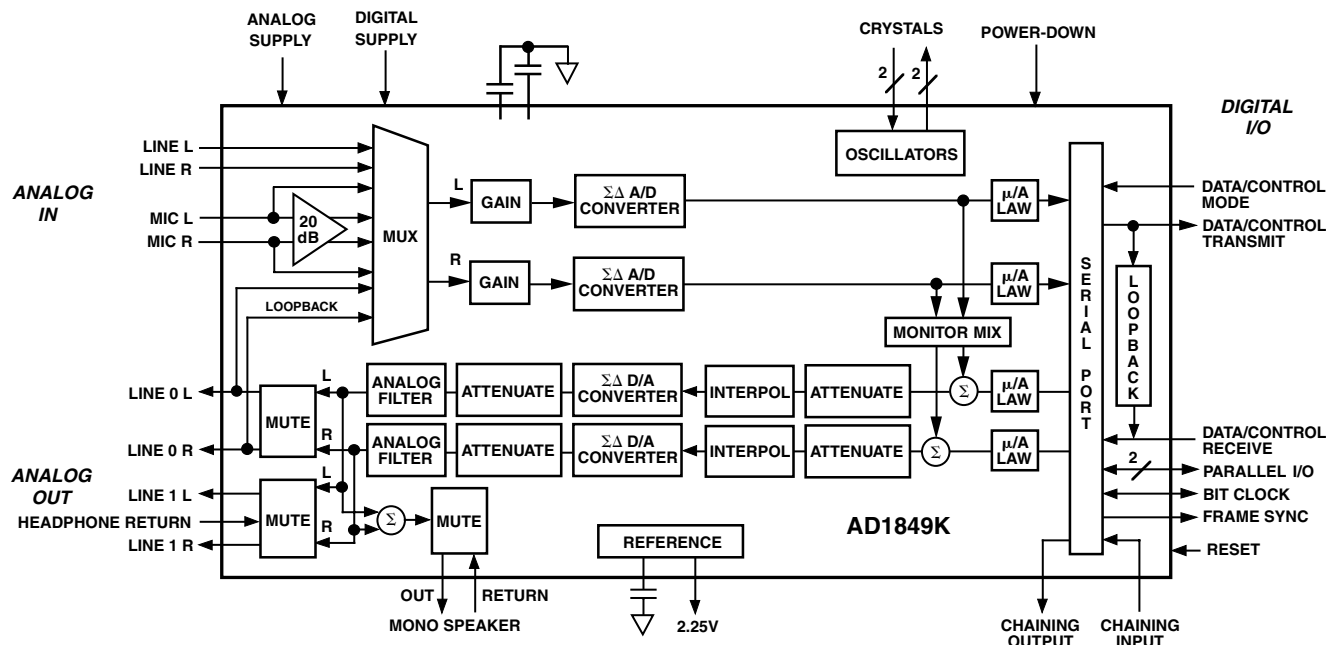 ANALOG
SUPPLY
DIGITAL
SUPPLY
CRYSTALS
POWER-DOWN
2
2
DIGITAL
I/O
OSCILLATORS
ANALOG
IN
LINE L
LINE R
MIC L
MIC R
20
dB
MUX
LOOPBACK
L
GAIN
ΣΔ A/D
CONVERTER
μ/A
LAW
R
GAIN
ΣΔ A/D
CONVERTER
μ/A
LAW
MONITOR MIX
SERIAL PORT
LOOPBACK
DATA/CONTROL
MODE
DATA/CONTROL
TRANSMIT
LINE 0 L
LINE 0 R
MUTE
L
R
ANALOG
FILTER
ATTENUATE
ΣΔ D/A
CONVERTER
INTERPOL
ATTENUATE
Σ
μ/A
LAW
ANALOG
FILTER
ATTENUATE
ΣΔ D/A
CONVERTER
INTERPOL
ATTENUATE
Σ
μ/A
LAW
DATA/CONTROL
RECEIVE
2
PARALLEL I/O
BIT CLOCK
FRAME SYNC
RESET
ANALOG
OUT
LINE 1 L
HEADPHONE RETURN
LINE 1 R
MUTE
L
R
Σ
MUTE
REFERENCE
AD1849K
OUT
RETURN
MONO SPEAKER
2.25V
CHAINING
OUTPUT
CHAINING
INPUT